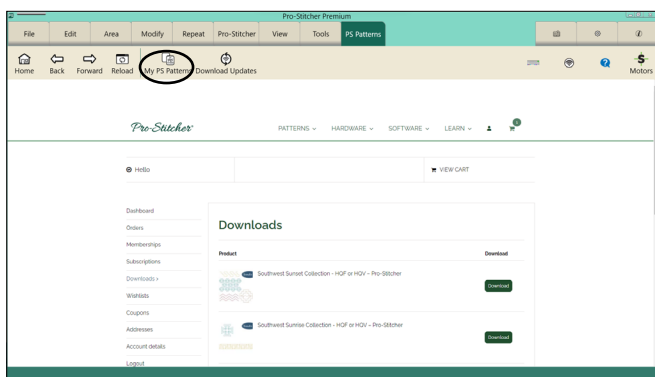 Pro-Stitcher Premium
File Edit Area Modify Repeat Pro-Stitcher View Tools PS Patterns
Home Back Forward Reload My PS Patterns Download Updates Motors
Pro-Stitcher
PATTERNS HARDWARE SOFTWARE LEARN 0
Hello VIEW CART
Dashboard
Orders
Memberships
Subscriptions
Downloads >
Wishlists
Coupons
Addresses
Account details
Logout
Downloads
Product Download
Southwest Sunset Collection - HQF or HQV - Pro-Stitcher
Download
Southwest Sunrise Collection - HQF or HQV - Pro-Stitcher
Download